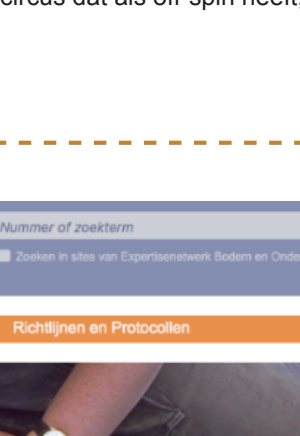 circus dat als off spin heeft,
Nummer of zoekterm
Zoeken in sites van Expertisenetwerk Bodem en Onde
Richtlijnen en Protocollen